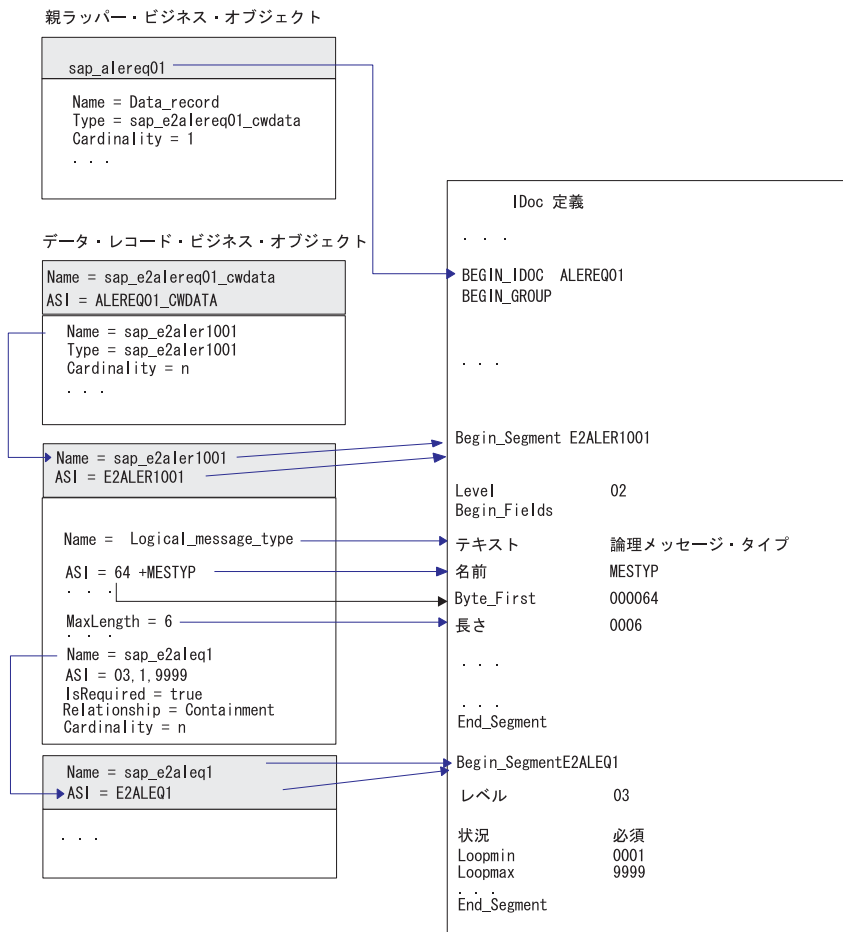 親ラッパー・ビジネス・オブジェクト
sap_alereq01
Name = Data_record
Type = sap_e2alereq01_cwdata
Cardinality = 1
. . .
データ・レコード・ビジネス・オブジェクト
Name = sap_e2alereq01_cwdata
ASI = ALEREQ01_CWDATA
Name = sap_e2aler1001
Type = sap_e2aler1001
Cardinality = n
. . .
Name = sap_e2aler1001
ASI = E2ALER1001
Name = Logical_message_type
ASI = 64 +MESTYP
. . .
MaxLength = 6
. . .
Name = sap_e2aleq1
ASI = 03,1,9999
IsRequired = true
Relationship = Containment
Cardinality = n
Name = sap_e2aleq1
ASI = E2ALEQ1
. . .
IDoc 定義
. . .
BEGIN_IDOC ALEREQ01
BEGIN_GROUP
. . .
Begin_Segment E2ALER1001
Level 02
Begin_Fields
テキスト 論理メッセージ・タイプ
名前 MESTYP
Byte_First 000064
長さ 0006
. . .
. . .
End_Segment
Begin_SegmentE2ALEQ1
レベル 03
状況 必須
Loopmin 0001
Loopmax 9999
. . .
End_Segment